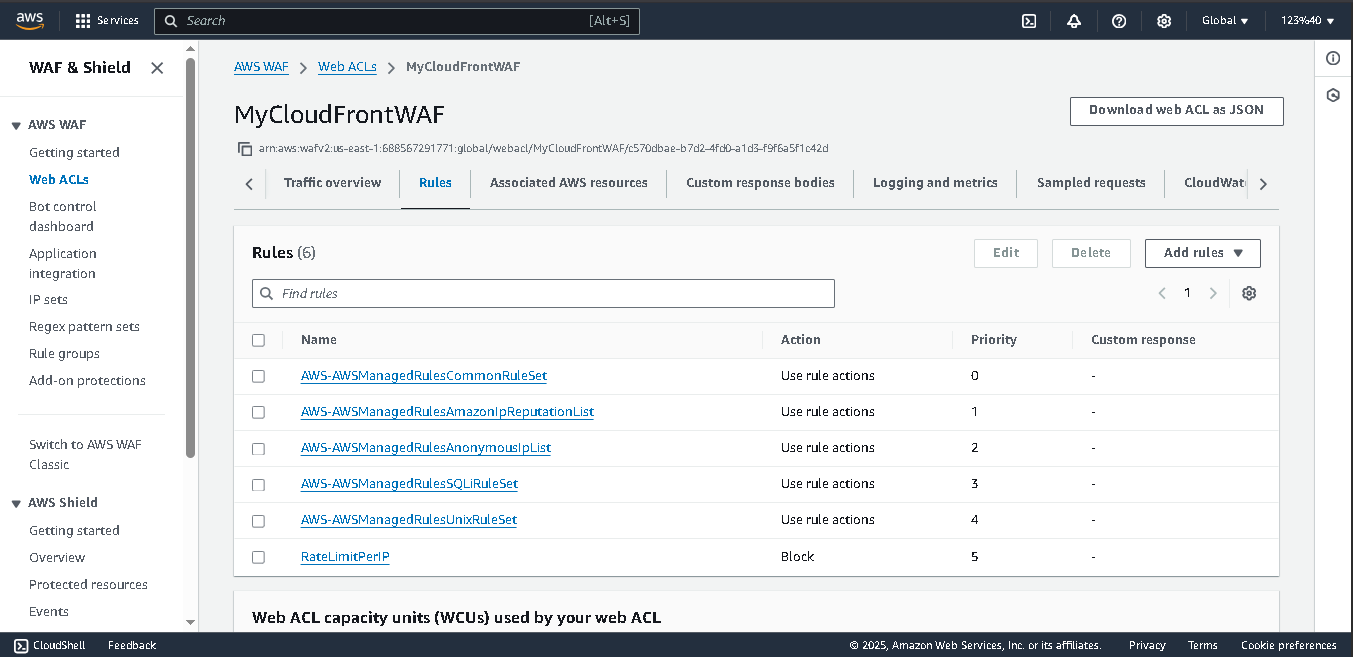 aws
Services
Search
[Alt+S]
Global
123%40
WAF & Shield
AWS WAF
Getting started
Web ACLs
Bot control
dashboard
Application
integration
IP sets
Regex pattern sets
Rule groups
Add-on protections
Switch to AWS WAF
Classic
AWS Shield
Getting started
Overview
Protected resources
Events
AWS WAF
Web ACLs
MyCloudFrontWAF
MyCloudFrontWAF
Download web ACL as JSON
arn:aws:wafv2:us-east-1:688567291771:global/webacl/MyCloudFrontWAF/c570dbae-b7d2-4fd0-a1d3-f9f6a5f1c42d
Traffic overview
Rules
Associated AWS resources
Custom response bodies
Logging and metrics
Sampled requests
CloudWat
Rules (6)
Edit
Delete
Add rules
Find rules
1
Name Action Priority Custom response
AWS-AWSManagedRulesCommonRuleSet Use rule actions 0 -
AWS-AWSManagedRulesAmazonIpReputationList Use rule actions 1 -
AWS-AWSManagedRulesAnonymousIpList Use rule actions 2 -
AWS-AWSManagedRulesSQLiRuleSet Use rule actions 3 -
AWS-AWSManagedRulesUnixRuleSet Use rule actions 4 -
RateLimitPerIP Block 5 -
Web ACL capacity units (WCUs) used by your web ACL
CloudShell
Feedback
© 2025, Amazon Web Services, Inc. or its affiliates.
Privacy
Terms
Cookie preferences